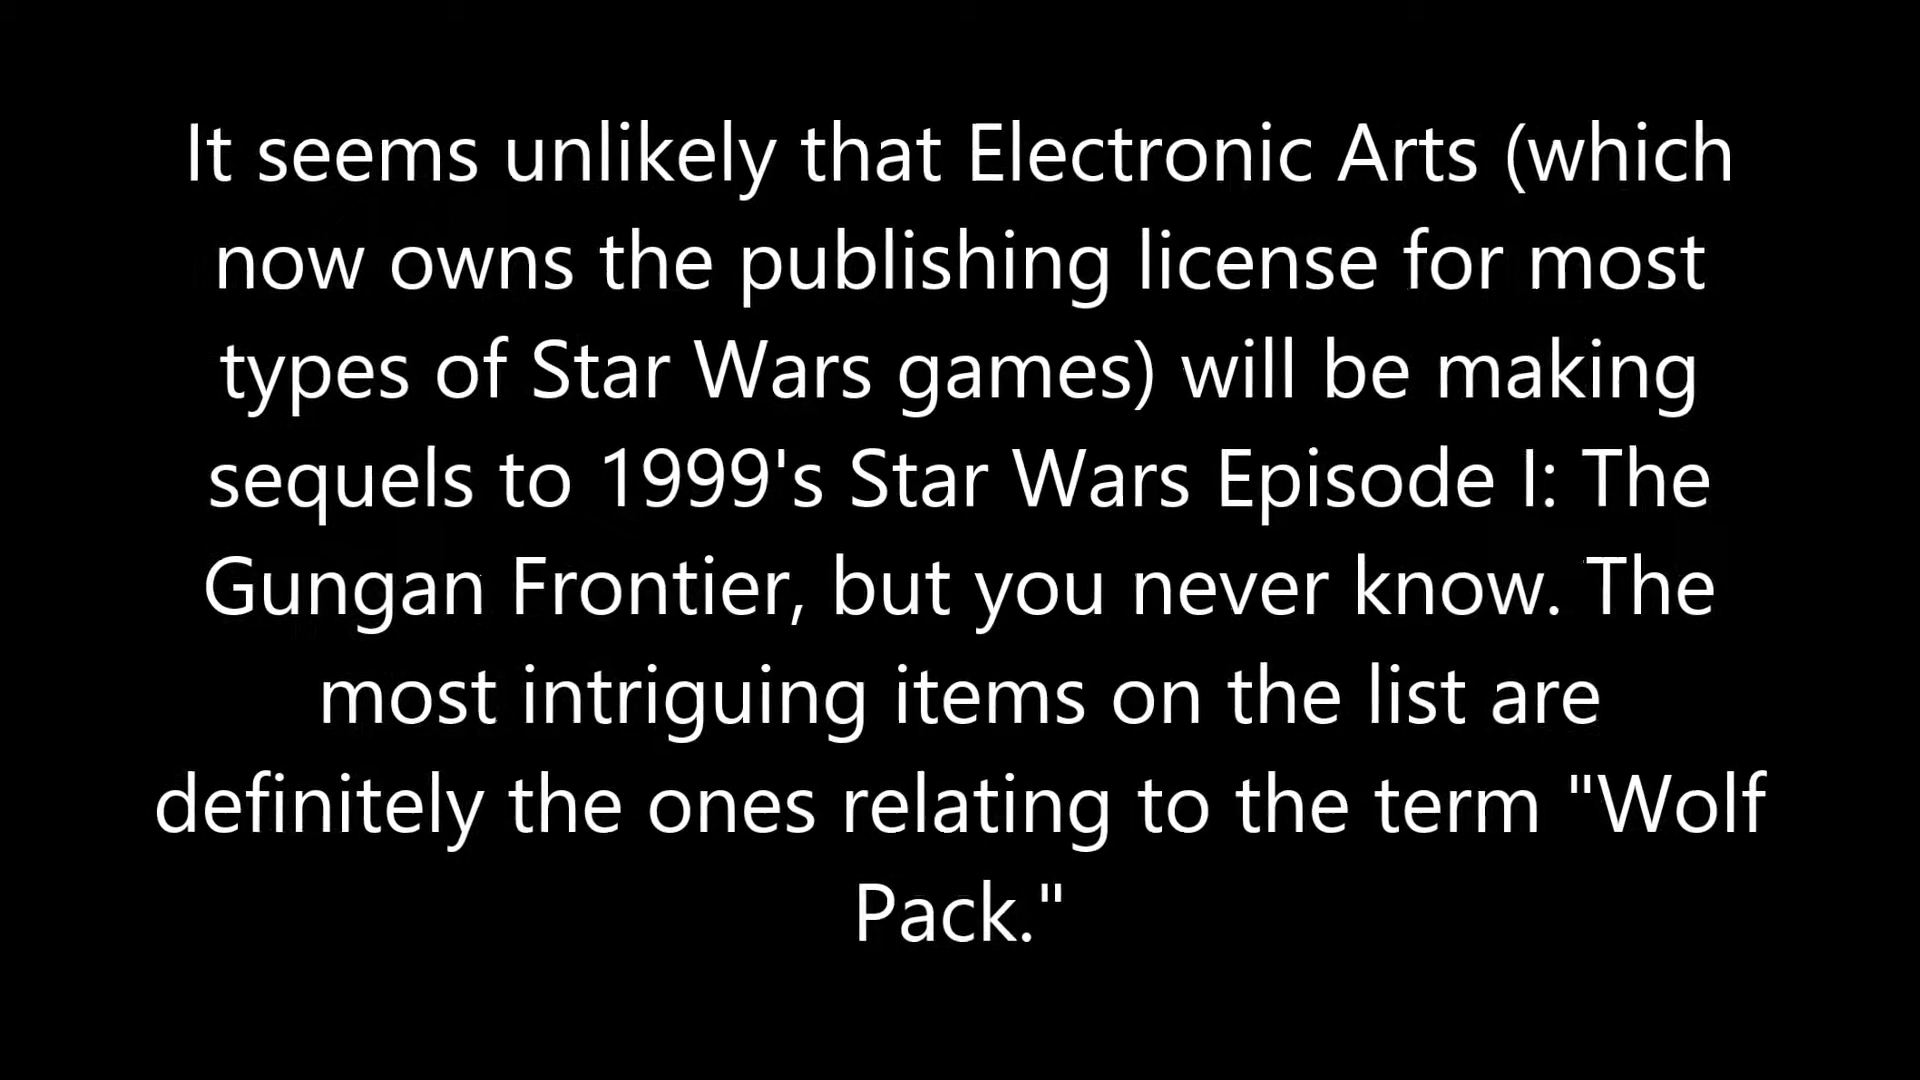 It seems unlikely that Electronic Arts (which
now owns the publishing license for most
types of Star Wars games) will be making
sequels to 1999's Star Wars Episode I: The
Gungan Frontier, but you never know. The
most intriguing items on the list are
definitely the ones relating to the term "Wolf
Pack."